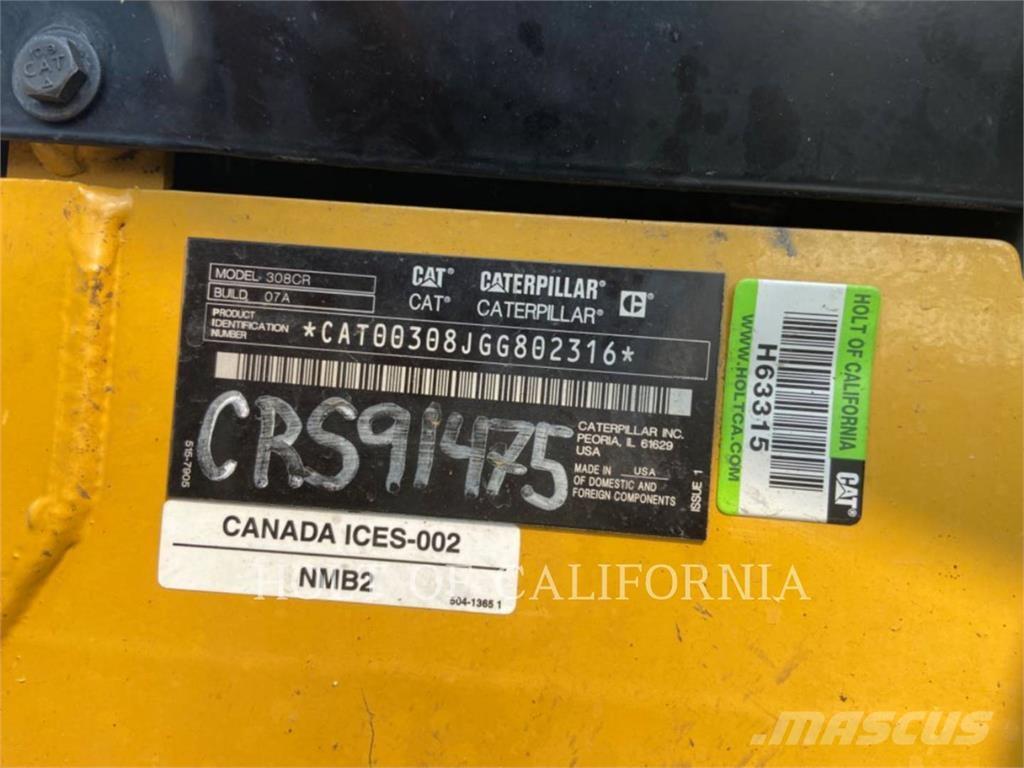 CAT
MODEL 308CR
BUILD 07A
CAT® CATERPILLAR®
CAT® CATERPILLAR®
PRODUCT
IDENTIFICATION
NUMBER
*CAT00308JGG802316*
CRS91475
CATERPILLAR INC.
PEORIA, IL 61629
USA
MADE IN USA
OF DOMESTIC AND
FOREIGN COMPONENTS
ISSUE 1
515-7905
HOLT OF CALIFORNIA
H63315
WWW.HOLTCA.COM
CAT®
CANADA ICES-002
NMB2
504-1365 1
HOLT OF CALIFORNIA
MASCUS